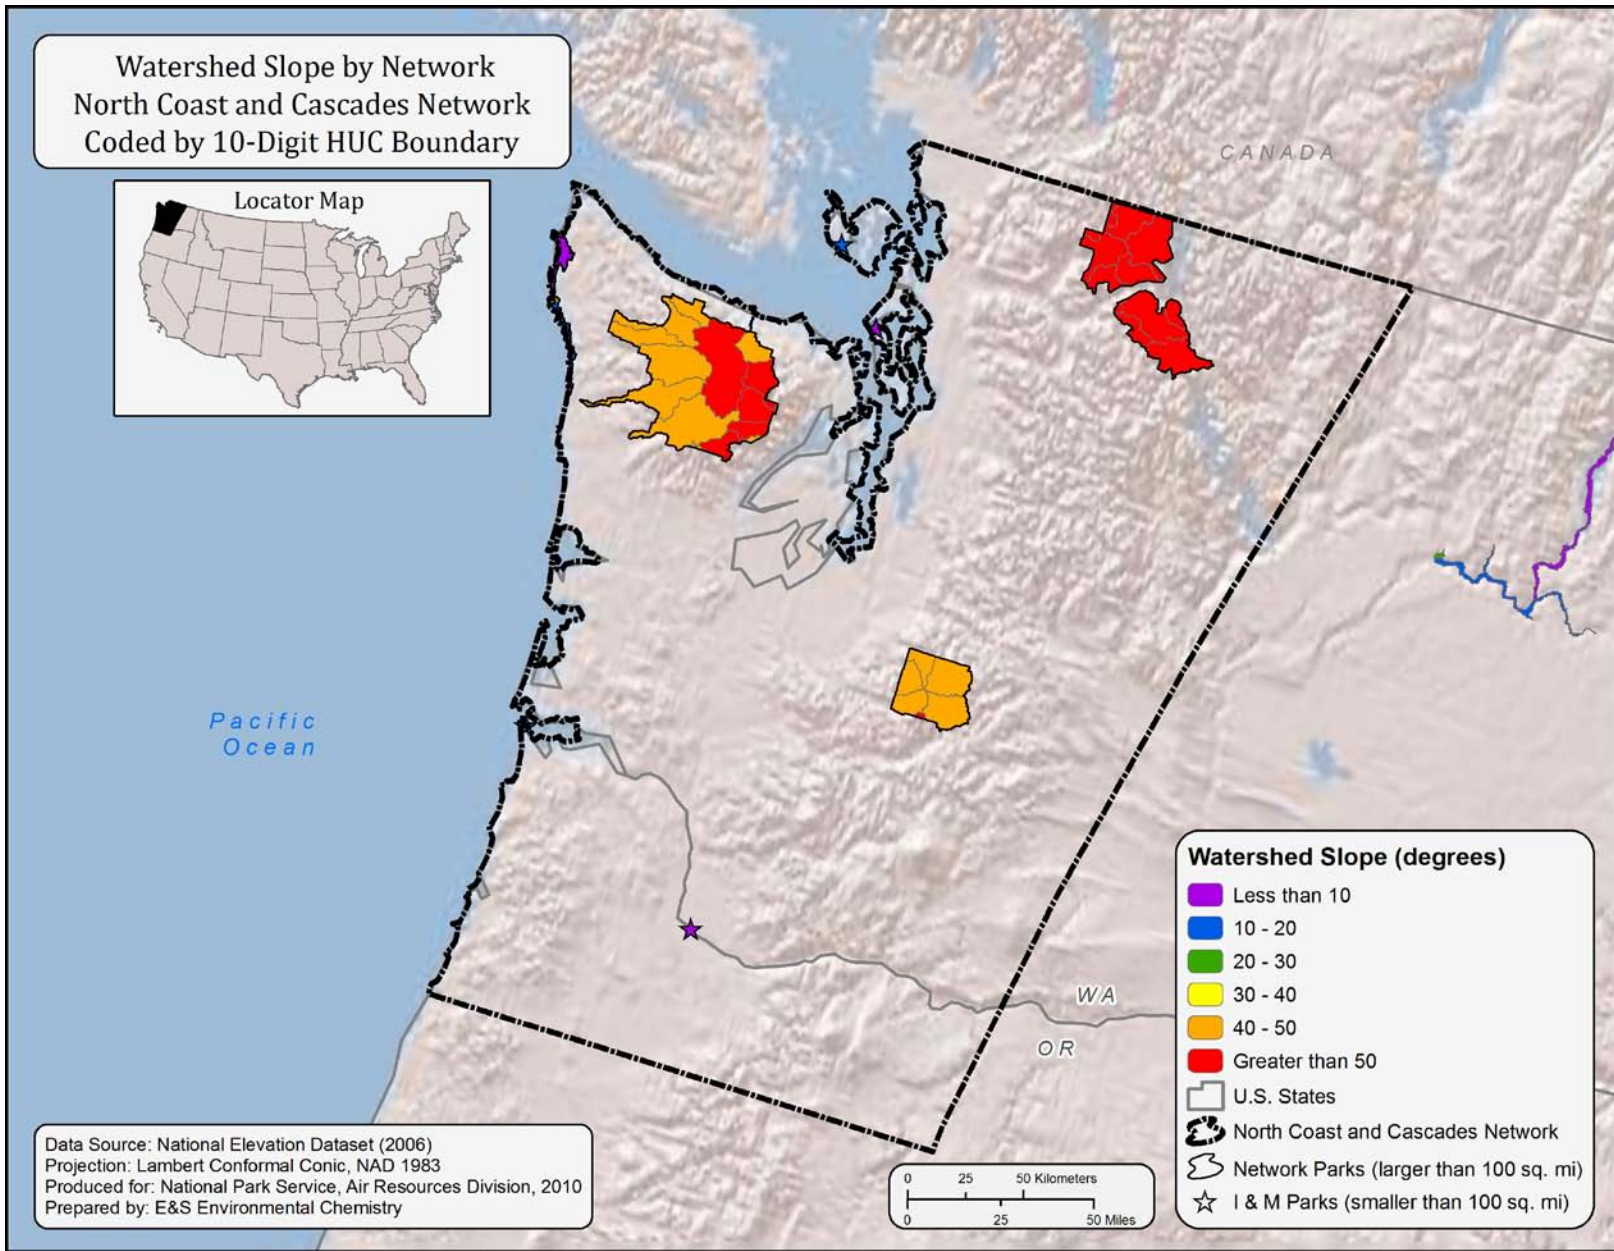 Watershed Slope by Network
North Coast and Cascades Network
Coded by 10-Digit HUC Boundary
Locator Map
CANADA
Pacific
Ocean
WA
OR
Watershed Slope (degrees)
Less than 10
10 - 20
20 - 30
30 - 40
40 - 50
Greater than 50
U.S. States
North Coast and Cascades Network
Network Parks (larger than 100 sq. mi)
I & M Parks (smaller than 100 sq. mi)
Data Source: National Elevation Dataset (2006)
Projection: Lambert Conformal Conic, NAD 1983
Produced for: National Park Service, Air Resources Division, 2010
Prepared by: E&S Environmental Chemistry
0 25 50 Kilometers
0 25 50 Miles